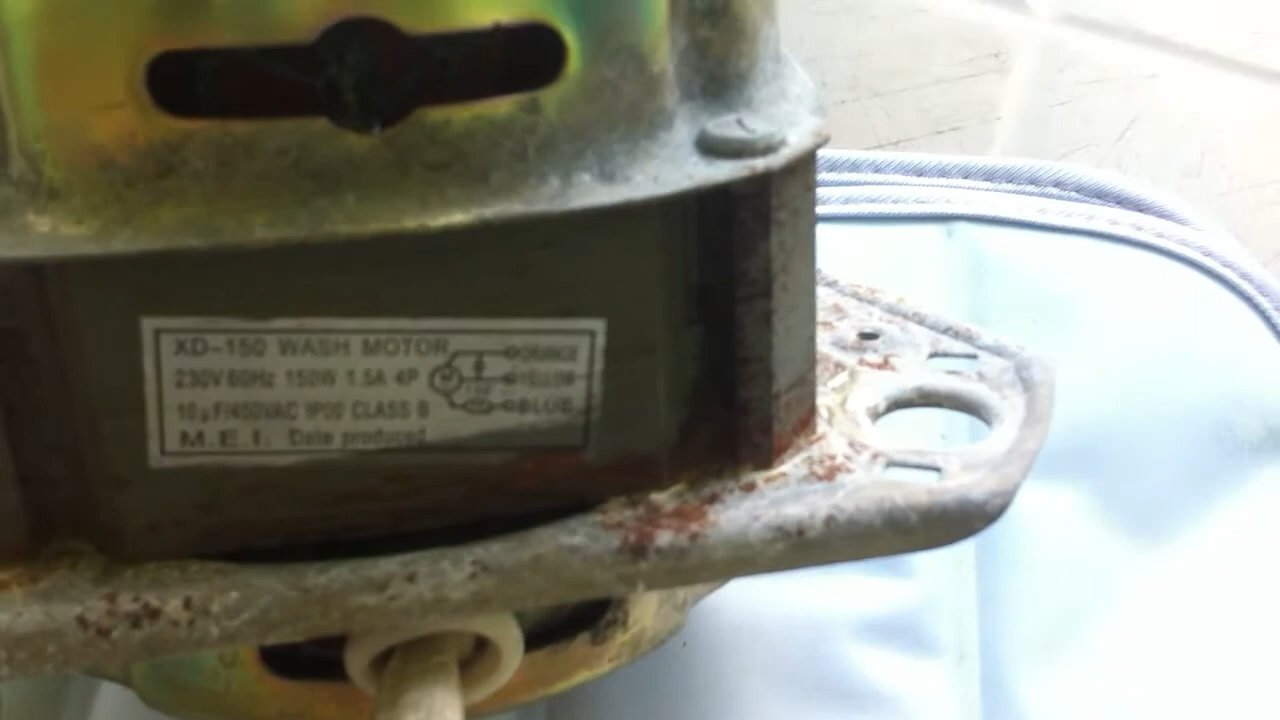 XD-150 WASH MOTOR
230V 60Hz 150W 1.5A 4P
10µF/450VAC IP00 CLASS B
M.E.I. Date produced
ORANGE
YELLOW
BLUE